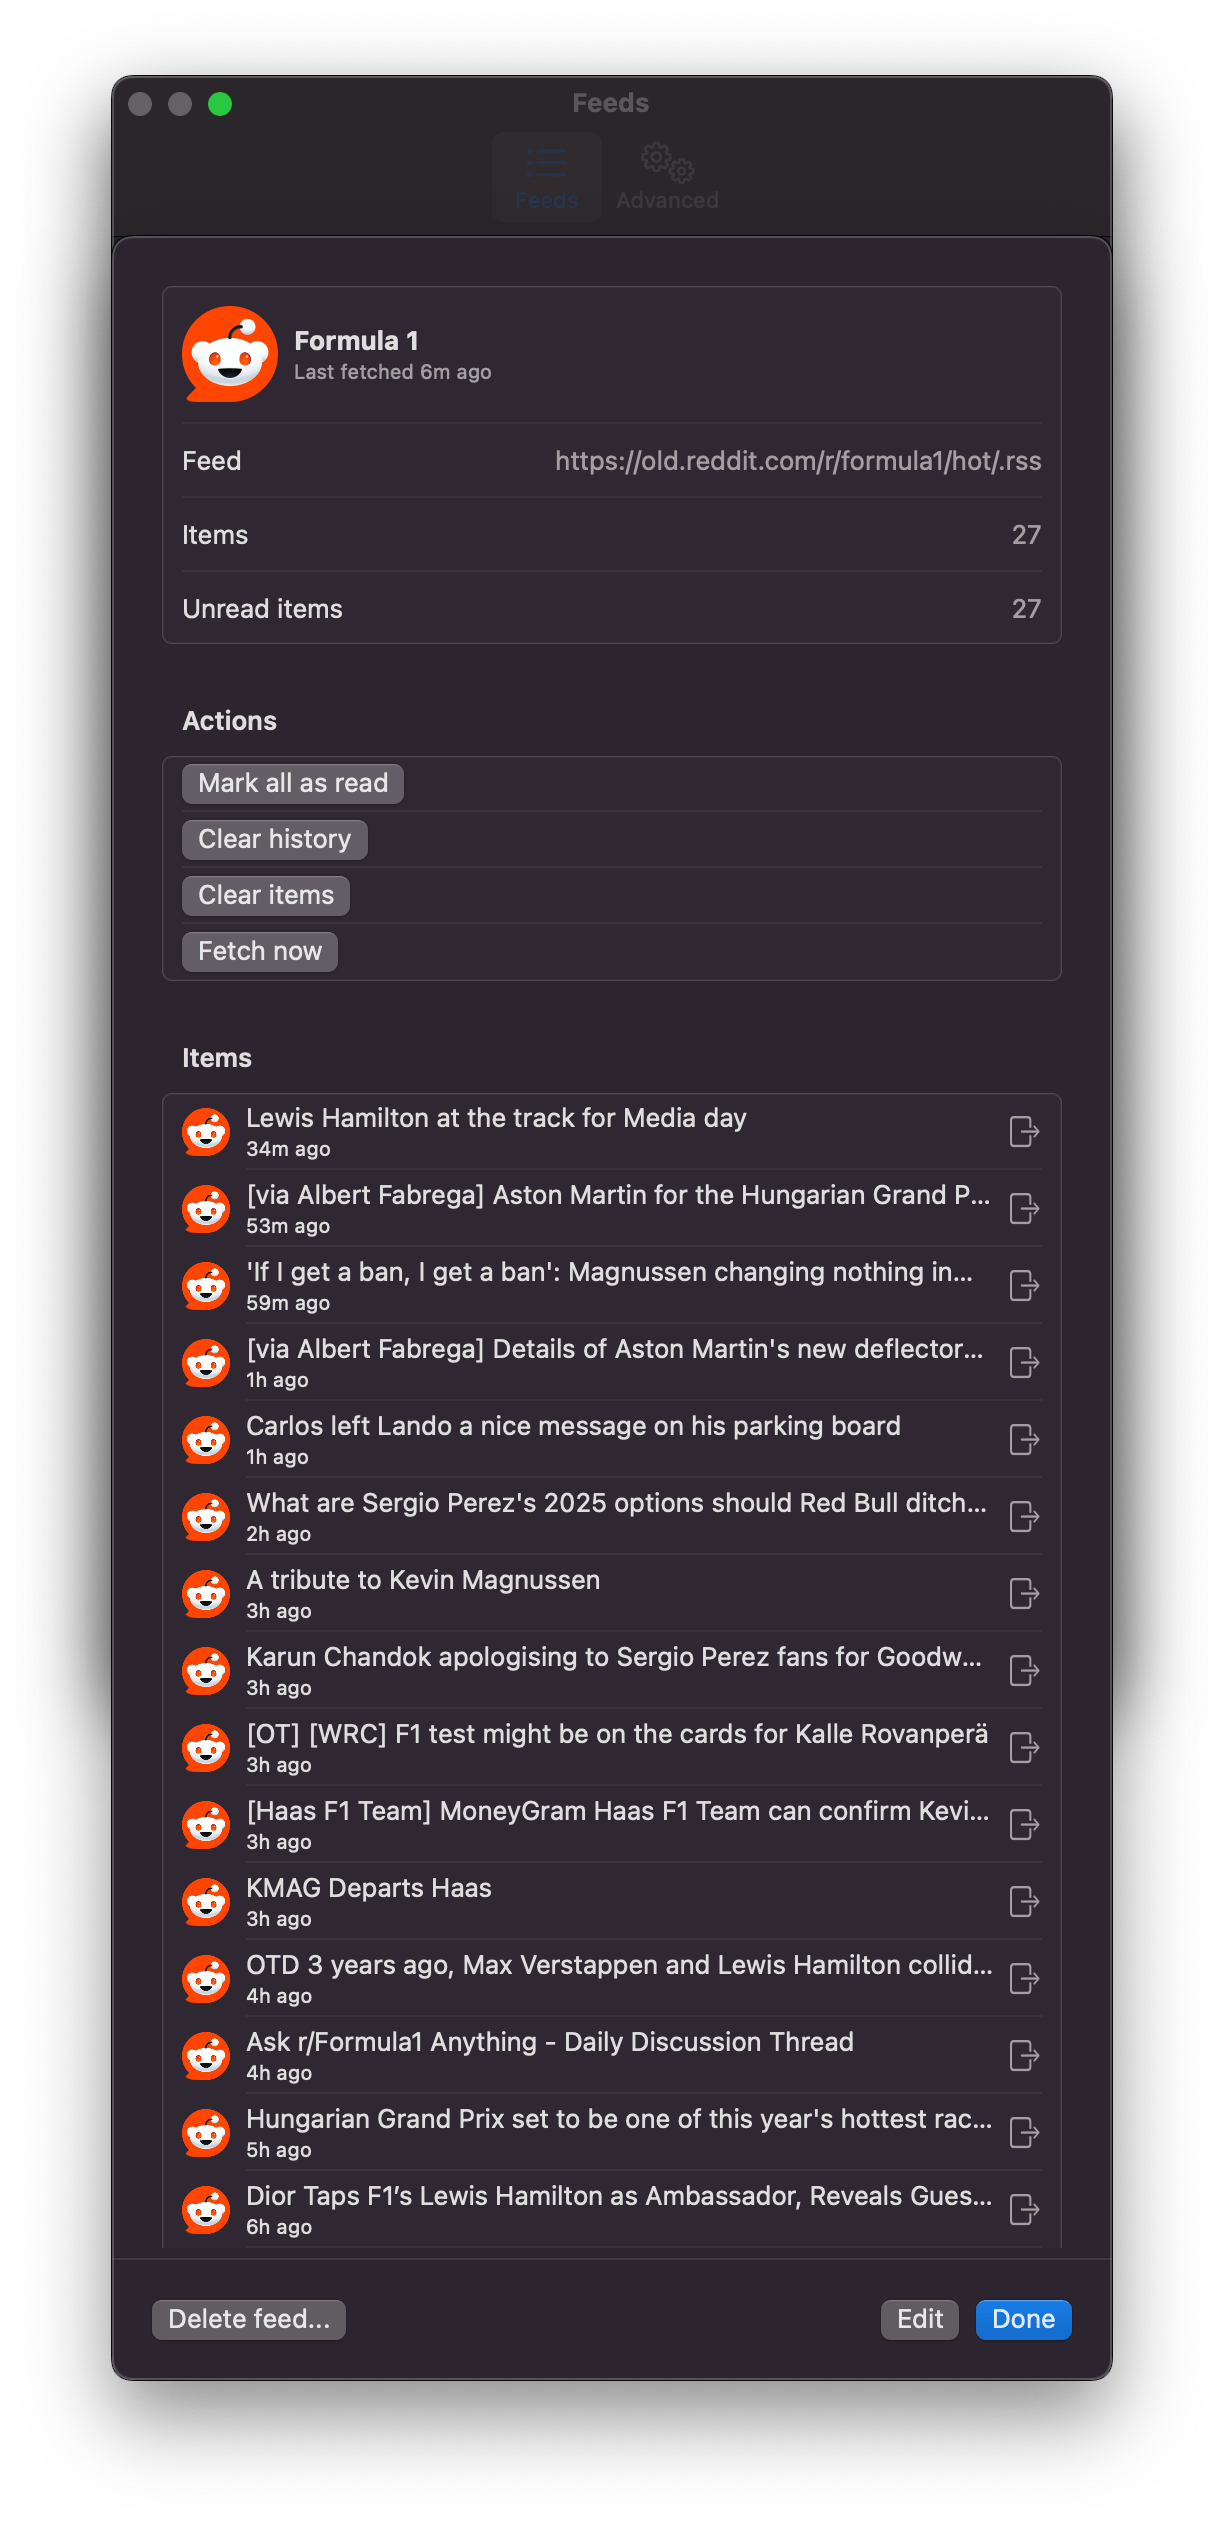 Feeds
Feeds
Advanced
Formula 1
Last fetched 6m ago
Feed
https://old.reddit.com/r/formula1/hot/.rss
Items
27
Unread items
27
Actions
Mark all as read
Clear history
Clear items
Fetch now
Items
Lewis Hamilton at the track for Media day
34m ago
[via Albert Fabrega] Aston Martin for the Hungarian Grand P...
53m ago
'If I get a ban, I get a ban': Magnussen changing nothing in...
59m ago
[via Albert Fabrega] Details of Aston Martin's new deflector...
1h ago
Carlos left Lando a nice message on his parking board
1h ago
What are Sergio Perez's 2025 options should Red Bull ditch...
2h ago
A tribute to Kevin Magnussen
3h ago
Karun Chandok apologising to Sergio Perez fans for Goodw...
3h ago
[OT] [WRC] F1 test might be on the cards for Kalle Rovanperä
3h ago
[Haas F1 Team] MoneyGram Haas F1 Team can confirm Kevi...
3h ago
KMAG Departs Haas
3h ago
OTD 3 years ago, Max Verstappen and Lewis Hamilton collid...
4h ago
Ask r/Formula1 Anything - Daily Discussion Thread
4h ago
Hungarian Grand Prix set to be one of this year's hottest rac...
5h ago
Dior Taps F1’s Lewis Hamilton as Ambassador, Reveals Gues...
6h ago
Delete feed...
Edit
Done